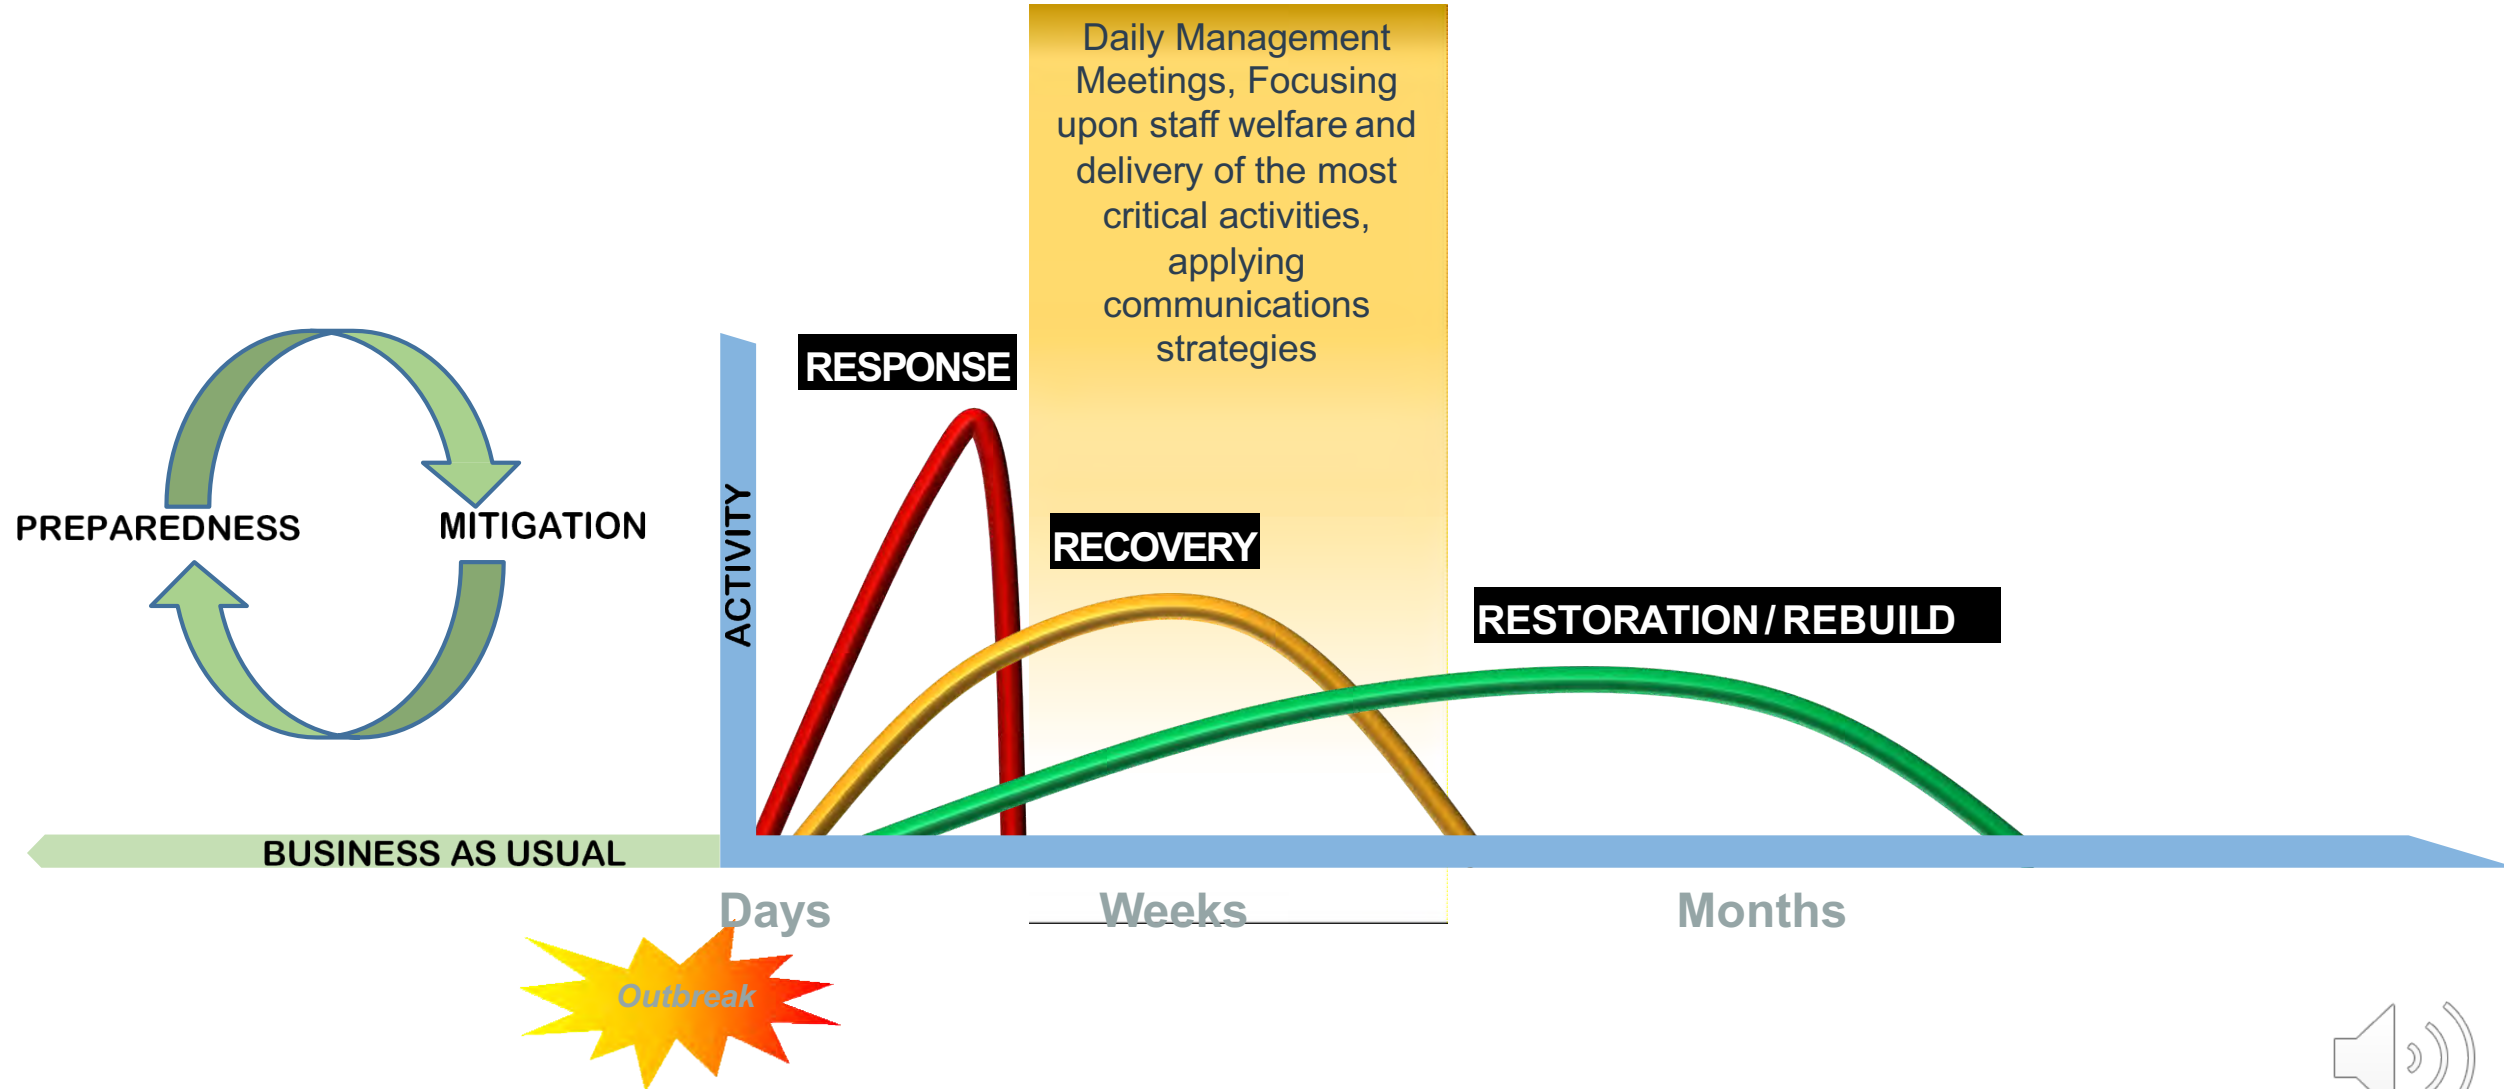 Daily Management
Meetings, Focusing
upon staff welfare and
delivery of the most
critical activities,
applying
communications
strategies
RESPONSE
PREPAREDNESS
MITIGATION
ACTIVITY
RECOVERY
RESTORATION / REBUILD
BUSINESS AS USUAL
Days
Weeks
Months
Outbreak